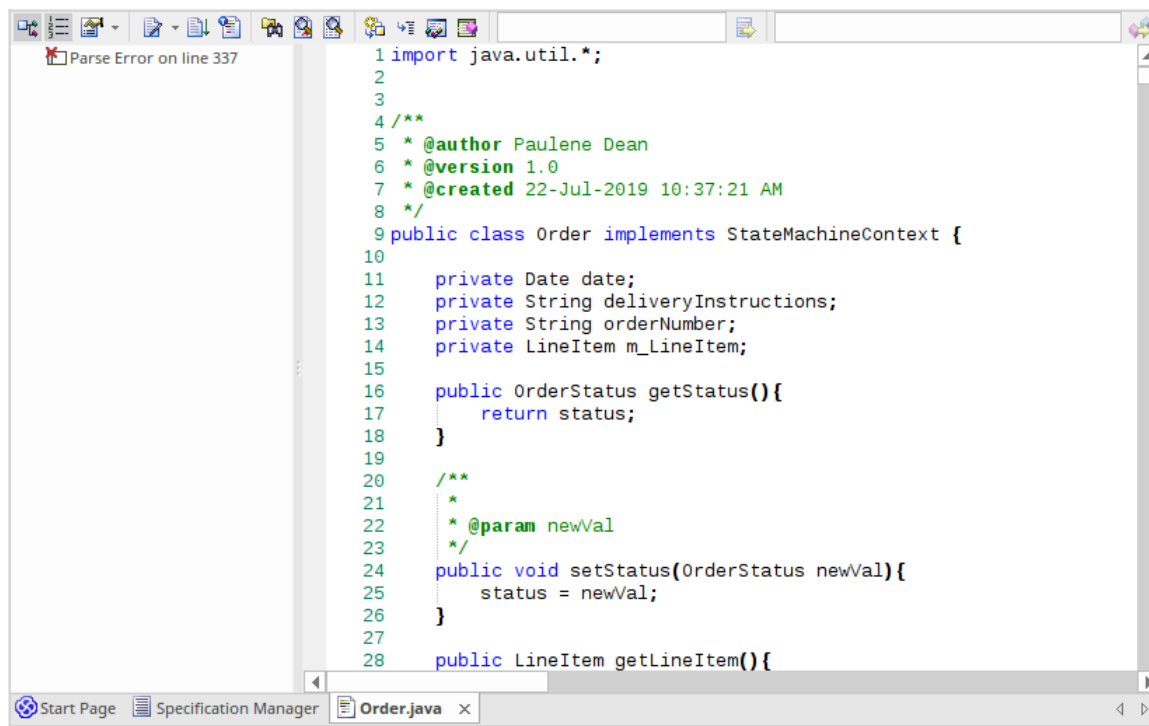 Parse Error on line 337
1 import java.util.*;
2
3
4 /**
5  * @author Paulene Dean
6  * @version 1.0
7  * @created 22-Jul-2019 10:37:21 AM
8  */
9 public class Order implements StateMachineContext {
10
11     private Date date;
12     private String deliveryInstructions;
13     private String orderNumber;
14     private LineItem m_LineItem;
15
16     public OrderStatus getStatus(){
17         return status;
18     }
19
20     /**
21      *
22      * @param newVal
23      */
24     public void setStatus(OrderStatus newVal){
25         status = newVal;
26     }
27
28     public LineItem getLineItem(){
Start Page Specification Manager Order.java ×